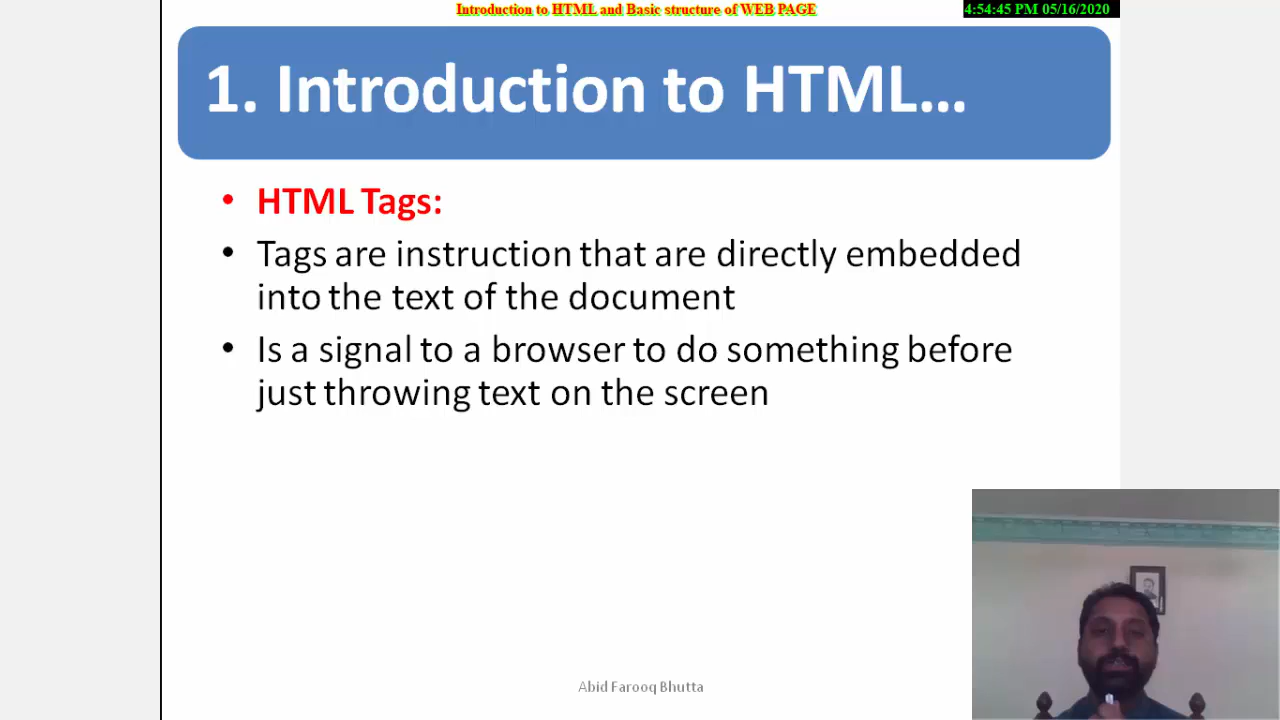 Introduction to HTML and Basic structure of WEB PAGE
4:54:45 PM 05/16/2020
1. Introduction to HTML...
• HTML Tags:
• Tags are instruction that are directly embedded
into the text of the document
• Is a signal to a browser to do something before
just throwing text on the screen
Abid Farooq Bhutta